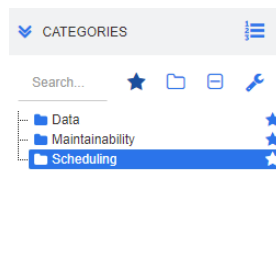 CATEGORIES
Search...
Data
Maintainability
Scheduling